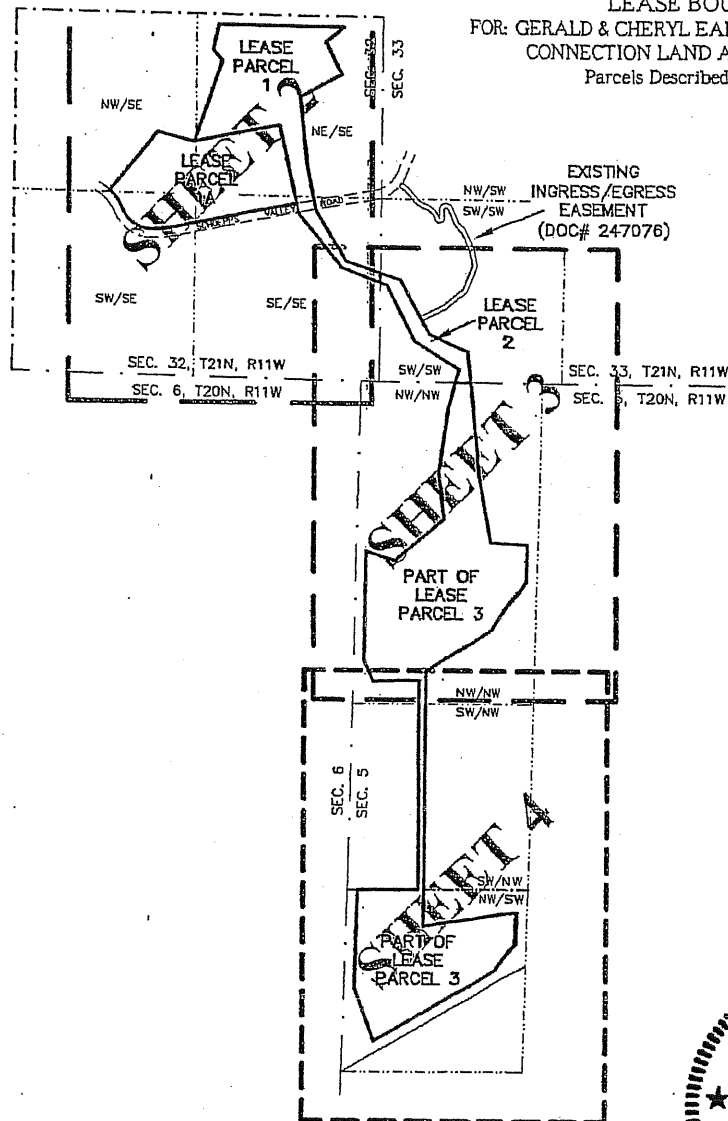 LEASE BOU
FOR: GERALD & CHERYL EA
CONNECTION LAND A
Parcels Described
LEASE
PARCEL
1
SEC. 33
NW/SE
NE/SE
LEASE
PARCEL
1A
SHEET
VALLEY ROAD
NW/SW
SW/SW
EXISTING
INGRESS/EGRESS
EASEMENT
(DOC# 247076)
SW/SE
SE/SE
LEASE
PARCEL
2
SEC. 32, T21N, R11W
SEC. 6, T20N, R11W
SW/SW
NW/NW
SEC. 33, T21N, R11W
SEC. 5, T20N, R11W
SHEET 3
PART OF
LEASE
PARCEL 3
NW/NW
SW/NW
SEC. 6
SEC. 5
SHEET 4
SW/NW
NW/SW
PART OF
LEASE
PARCEL 3